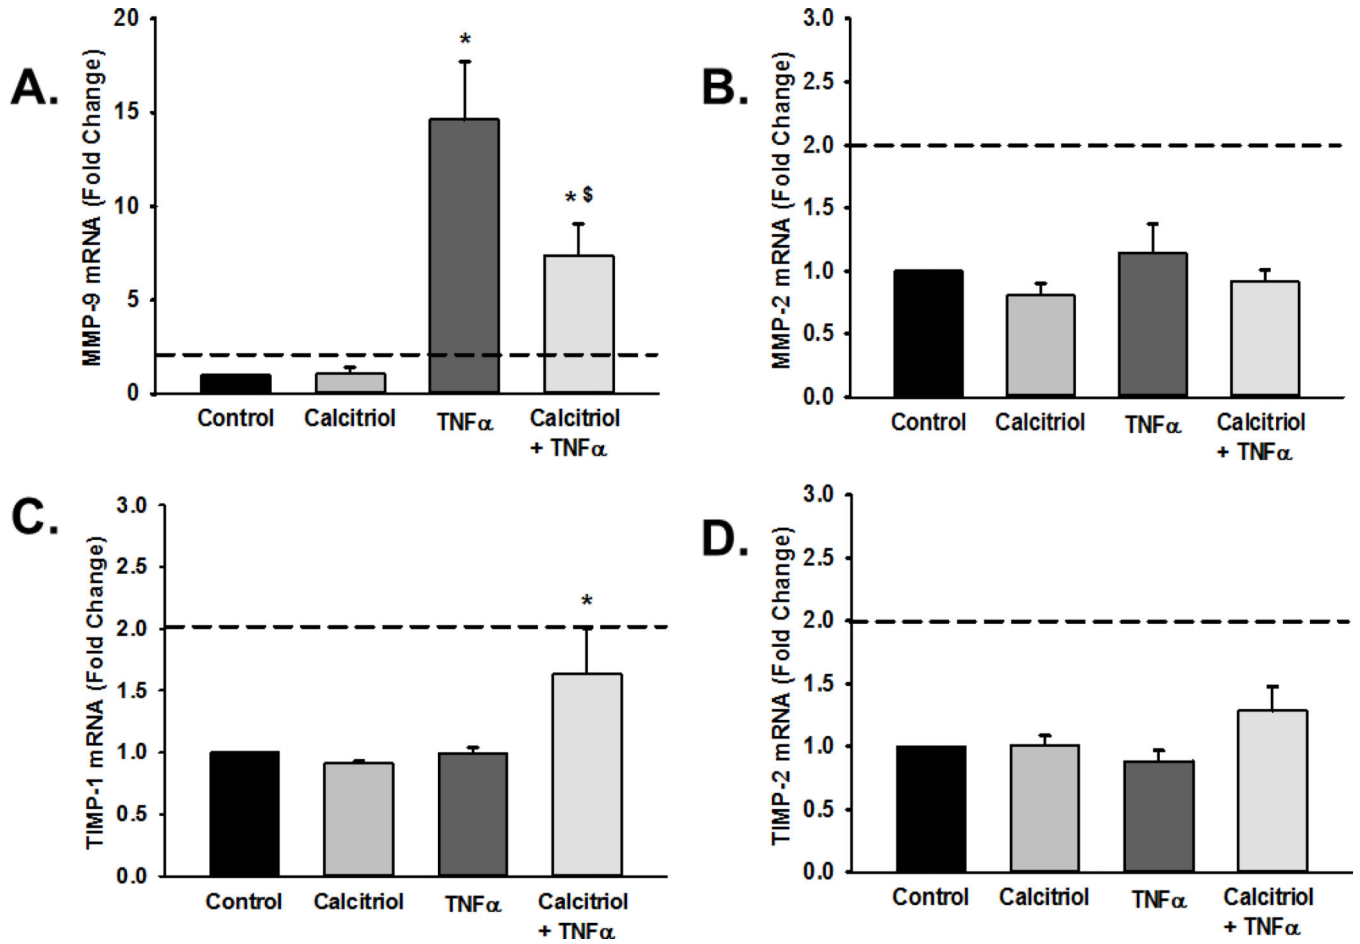 A.
MMP-9 mRNA (Fold Change)
20
15
10
5
0
*
* $
Control
Calcitriol
TNFα
Calcitriol
+ TNFα
B.
MMP-2 mRNA (Fold Change)
3.0
2.5
2.0
1.5
1.0
0.5
0.0
Control
Calcitriol
TNFα
Calcitriol
+ TNFα
C.
TIMP-1 mRNA (Fold Change)
3.0
2.5
2.0
1.5
1.0
0.5
0.0
*
Control
Calcitriol
TNFα
Calcitriol
+ TNFα
D.
TIMP-2 mRNA (Fold Change)
3.0
2.5
2.0
1.5
1.0
0.5
0.0
Control
Calcitriol
TNFα
Calcitriol
+ TNFα